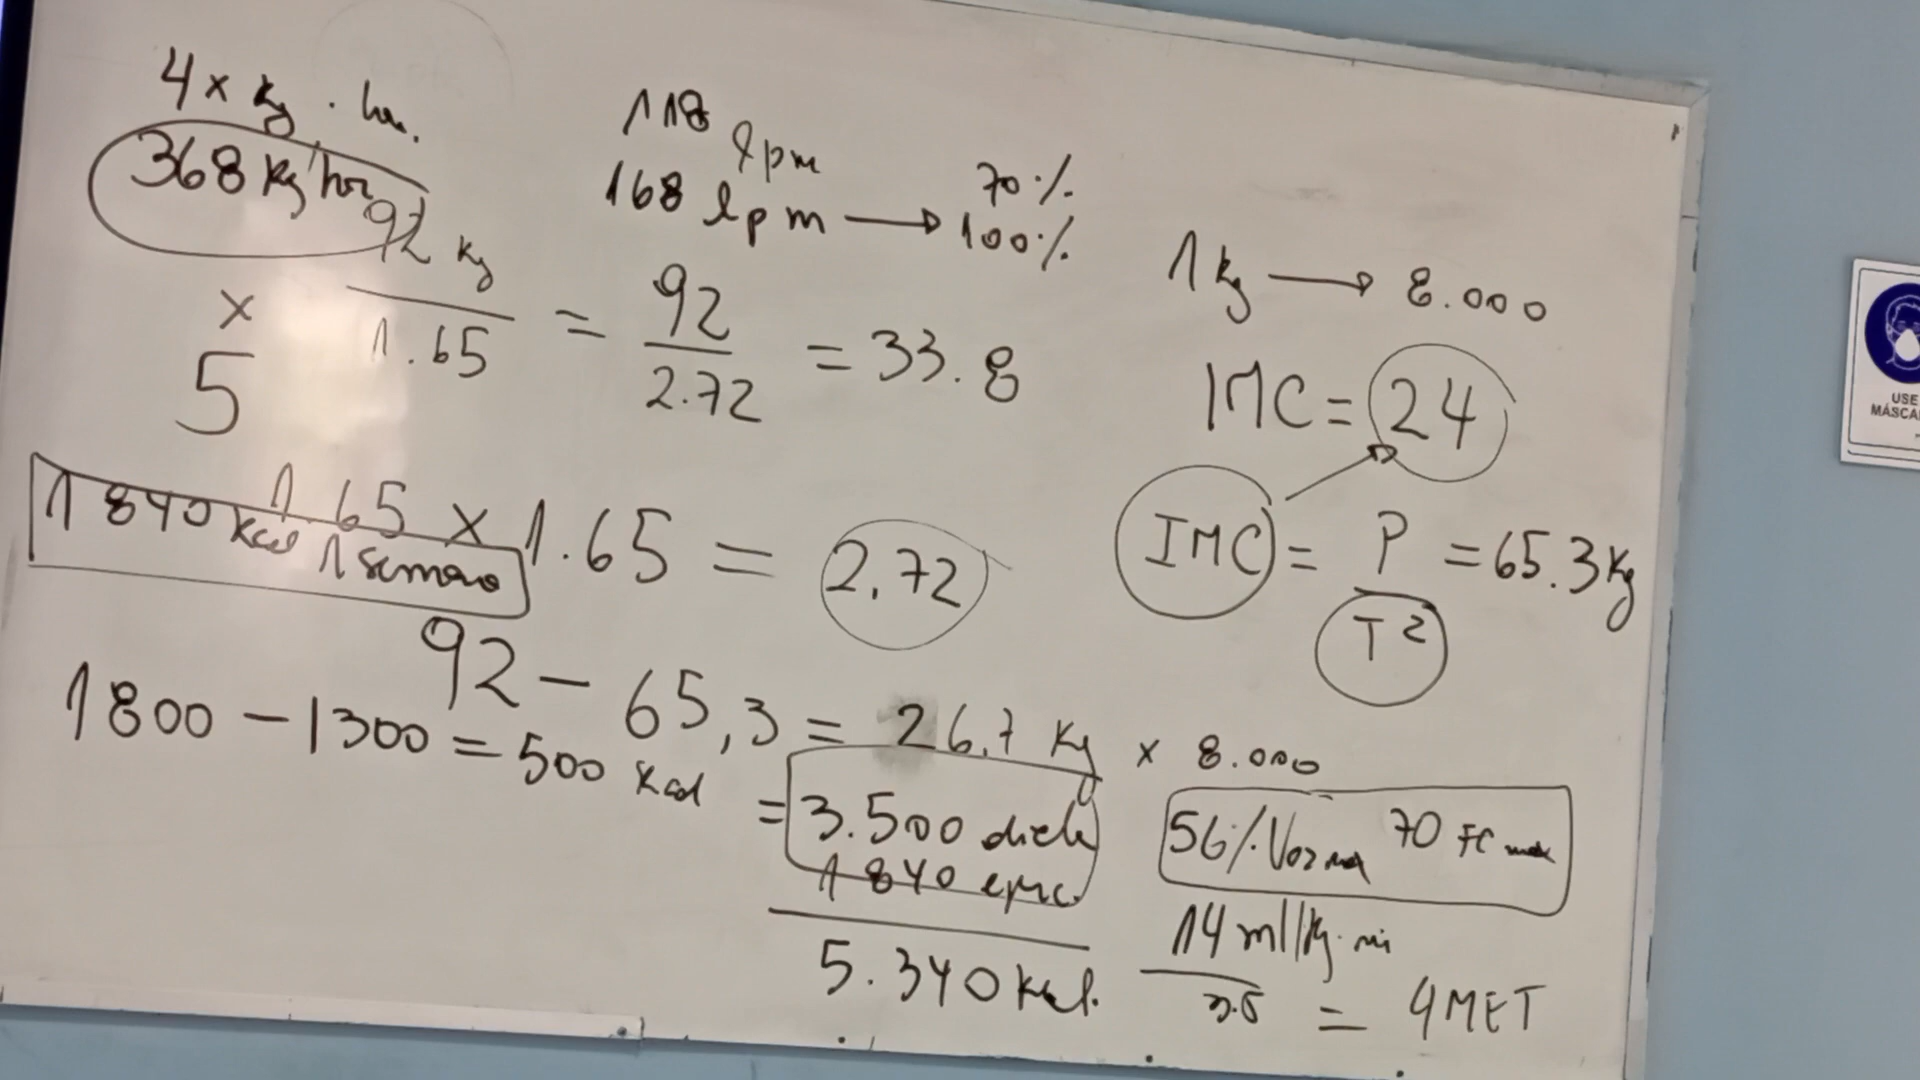 4 x kg . hr.
368 kg/hr
x
5
1840 kcal 1 semana
118 lpm 70 %
168 lpm → 100 %
92 kg / 1.65 = 92 / 2.72 = 33.8
1.65 x 1.65 = 2,72
92 - 65,3 = 26,7 kg x 8.000
1800 - 1300 = 500 kcal
= 3.500 dieta
1840 ejerc.
5.340 kcal.
1 kg → 8.000
IMC = 24
IMC = P / T² = 65.3 kg
56 % VO2 max 70 FC max
14 ml/kg. min / 3.5 = 4 MET
USE
MÁSCA